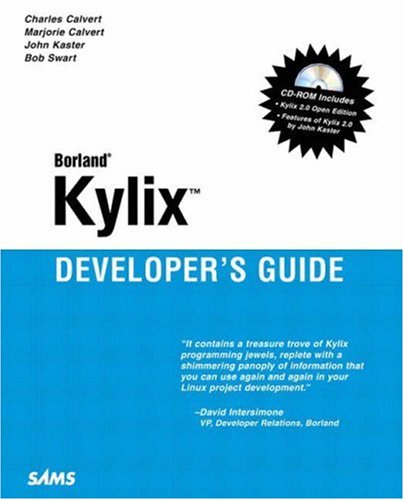 Charles Calvert
Marjorie Calvert
John Kaster
Bob Swart
CD-ROM Includes
• Kylix 2.0 Open Edition
• Features of Kylix 2.0
by John Kaster
Borland®
Kylix™
DEVELOPER'S GUIDE
"It contains a treasure trove of Kylix
programming jewels, replete with a
shimmering panoply of information that
you can use again and again in your
Linux project development."
–David Intersimone
VP, Developer Relations, Borland
SAMS